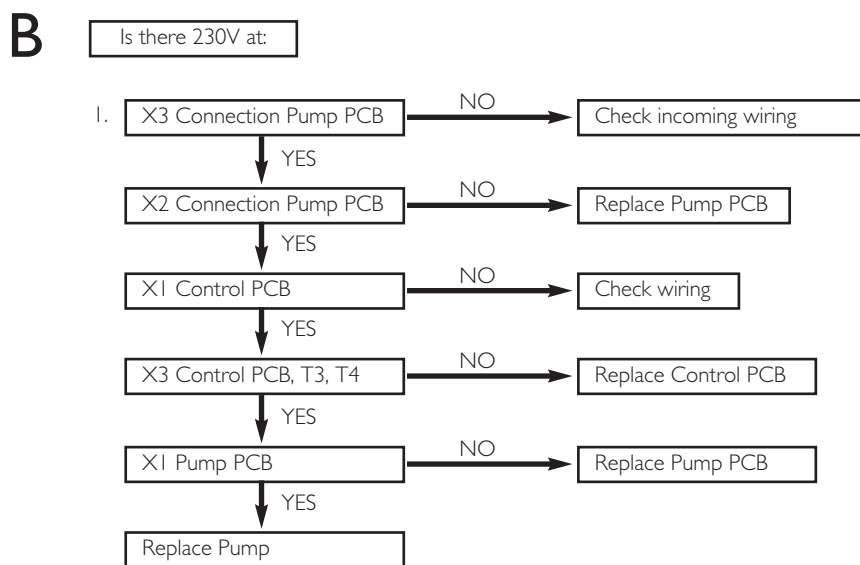 B
Is there 230V at:
1. X3 Connection Pump PCB
NO
Check incoming wiring
YES
X2 Connection Pump PCB
NO
Replace Pump PCB
YES
X1 Control PCB
NO
Check wiring
YES
X3 Control PCB, T3, T4
NO
Replace Control PCB
YES
X1 Pump PCB
NO
Replace Pump PCB
YES
Replace Pump